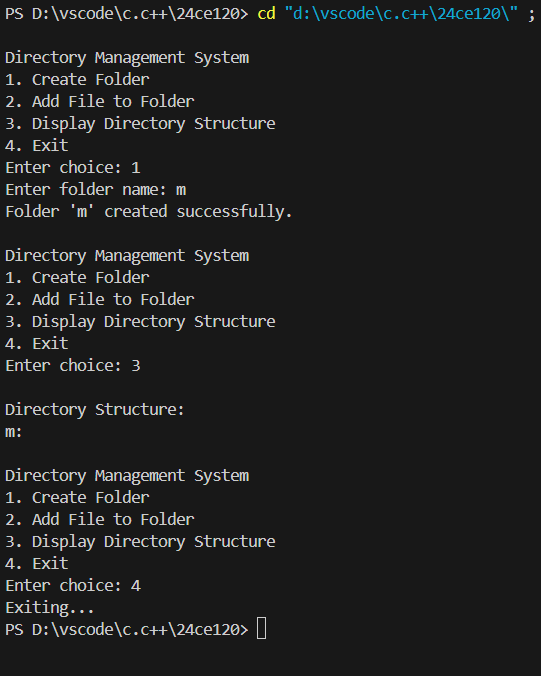 PS D:\vscode\c.c++\24ce120> cd "d:\vscode\c.c++\24ce120\" ;
Directory Management System
1. Create Folder
2. Add File to Folder
3. Display Directory Structure
4. Exit
Enter choice: 1
Enter folder name: m
Folder 'm' created successfully.
Directory Management System
1. Create Folder
2. Add File to Folder
3. Display Directory Structure
4. Exit
Enter choice: 3
Directory Structure:
m:
Directory Management System
1. Create Folder
2. Add File to Folder
3. Display Directory Structure
4. Exit
Enter choice: 4
Exiting...
PS D:\vscode\c.c++\24ce120>